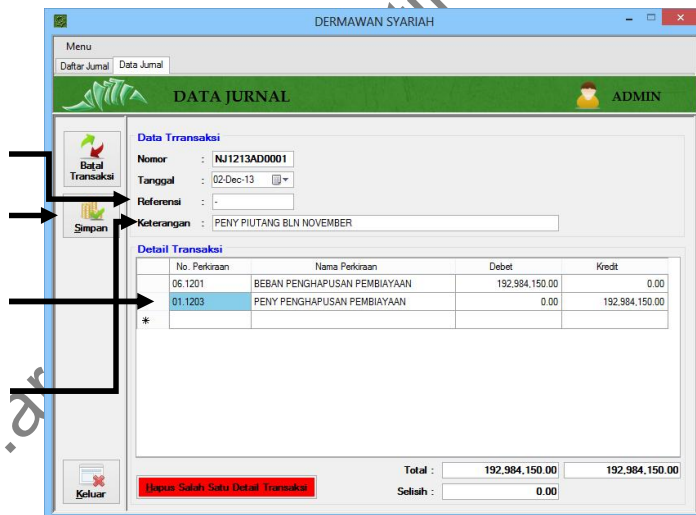 DERMAWAN SYARIAH
Menu
Daftar Jurnal Data Jurnal
DATA JURNAL ADMIN
Batal Transaksi
Simpan
Keluar
Data Trransaksi
Nomor : NJ1213AD0001
Tanggal : 02-Dec-13
Referensi : -
Keterangan : PENY PIUTANG BLN NOVEMBER
Detail Transaksi
No. Perkiraan Nama Perkiraan Debet Kredit
06.1201 BEBAN PENGHAPUSAN PEMBIAYAAN 192,984,150.00 0.00
01.1203 PENY PENGHAPUSAN PEMBIAYAAN 0.00 192,984,150.00
*
Hapus Salah Satu Detail Transaksi
Total : 192,984,150.00 192,984,150.00
Selisih : 0.00